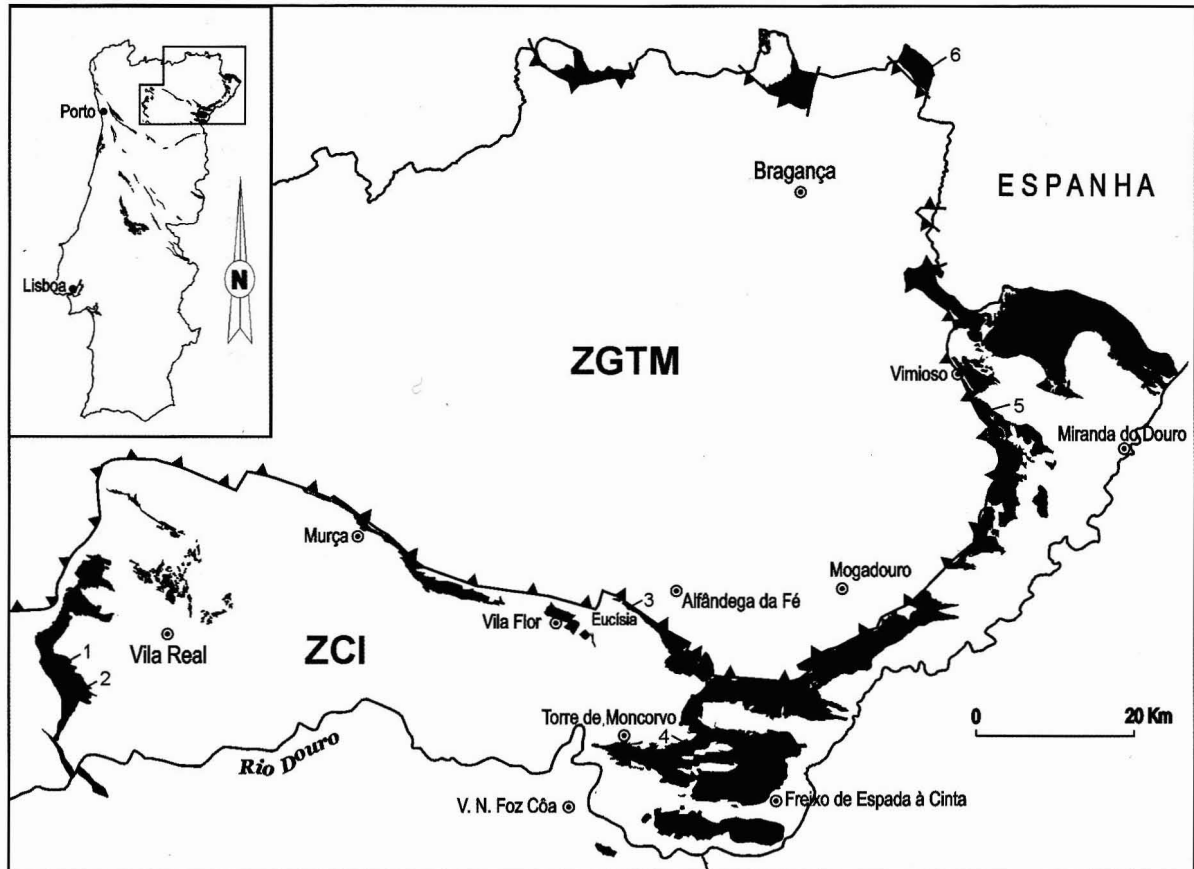 Porto
Lisboa
N
6
Bragança
ESPANHA
ZGTM
Vimioso
5
Miranda do Douro
Murça
Mogadouro
Alfândega da Fé
3
Eucísia
Vila Flor
1
Vila Real
2
ZCI
0 20 Km
Torre de Moncorvo
4
Rio Douro
V. N. Foz Côa
Freixo de Espada à Cinta